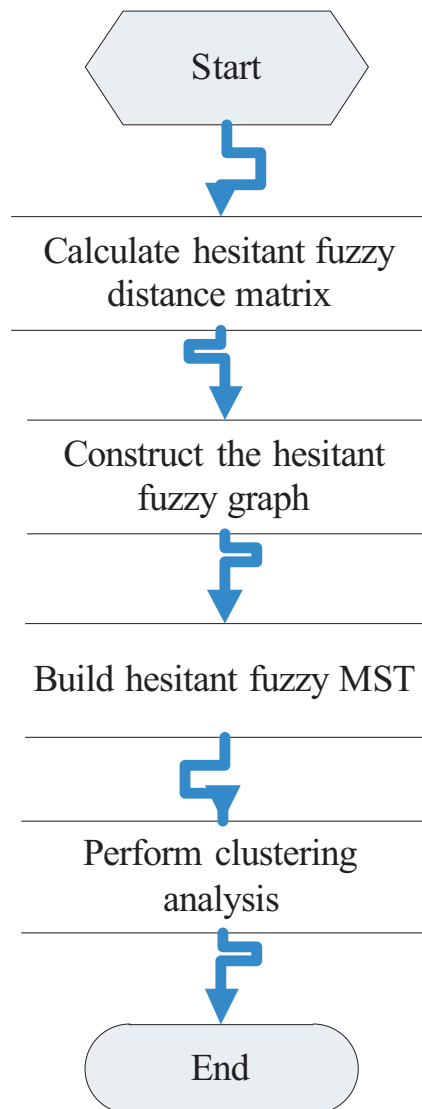 Start
Calculate hesitant fuzzy
distance matrix
Construct the hesitant
fuzzy graph
Build hesitant fuzzy MST
Perform clustering
analysis
End